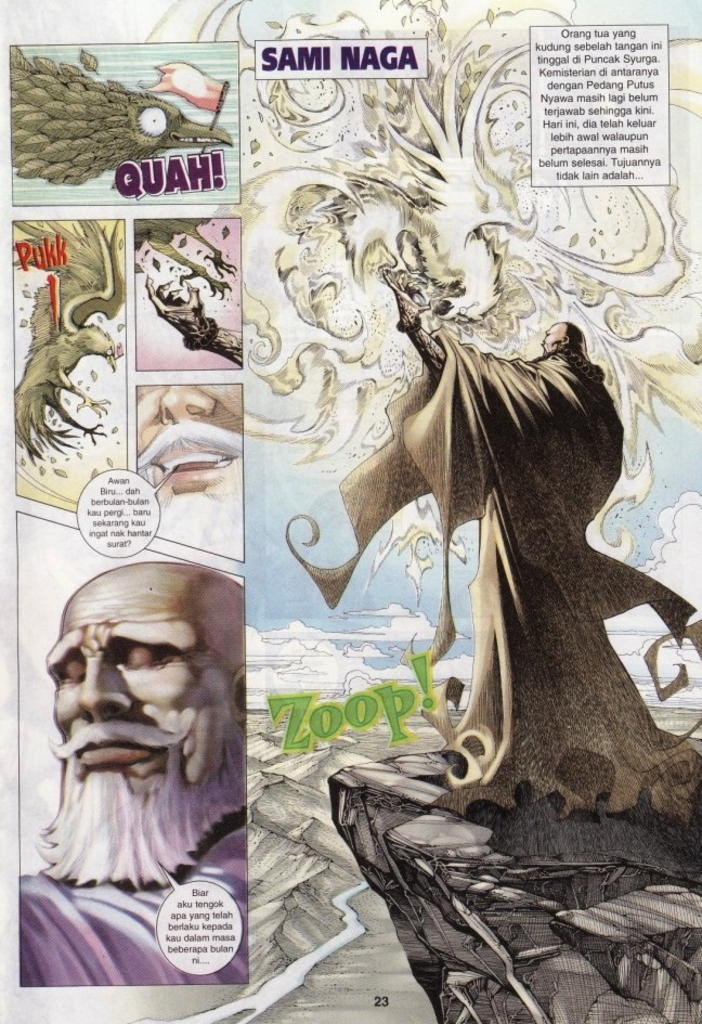 SAMI NAGA
Orang tua yang
kudung sebelah tangan ini
tinggal di Puncak Syurga.
Kemisterian di antaranya
dengan Pedang Putus
Nyawa masih lagi belum
terjawab sehingga kini.
Hari ini, dia telah keluar
lebih awal walaupun
pertapaannya masih
belum selesai. Tujuannya
tidak lain adalah...
QUAH!
PUKK
!
Awan
Biru... dah
berbulan-bulan
kau pergi... baru
sekarang kau
ingat nak hantar
surat?
ZOOP!
Biar
aku tengok
apa yang telah
berlaku kepada
kau dalam masa
beberapa bulan
ni....
23